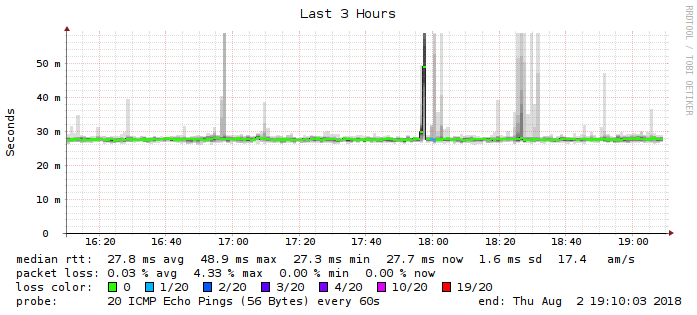 Last 3 Hours
RRDTOOL / TOBI OETIKER
Seconds
50 m
40 m
30 m
20 m
10 m
0
16:20 16:40 17:00 17:20 17:40 18:00 18:20 18:40 19:00
median rtt: 27.8 ms avg 48.9 ms max 27.3 ms min 27.7 ms now 1.6 ms sd 17.4 am/s
packet loss: 0.03 % avg 4.33 % max 0.00 % min 0.00 % now
loss color: 0 1/20 2/20 3/20 4/20 10/20 19/20
probe: 20 ICMP Echo Pings (56 Bytes) every 60s end: Thu Aug 2 19:10:03 2018